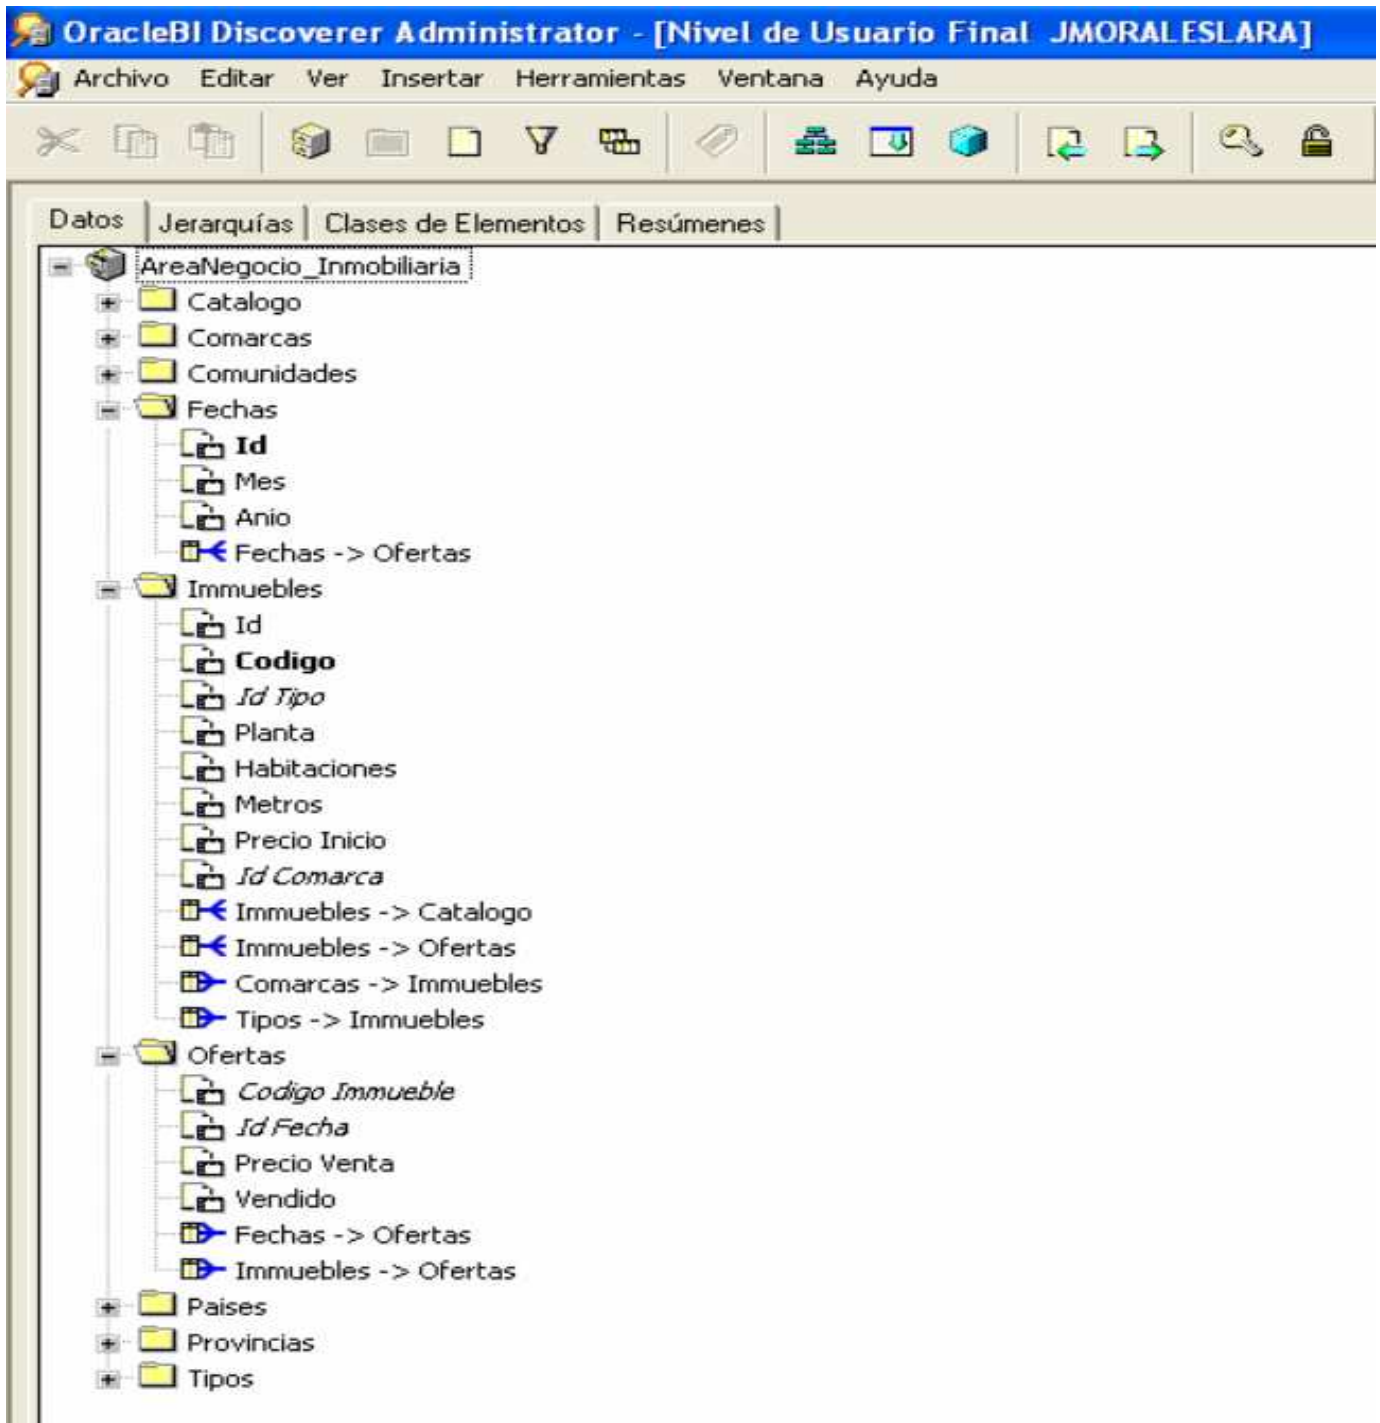 OracleBI Discoverer Administrator - [Nivel de Usuario Final JMORALESLARA]
Archivo Editar Ver Insertar Herramientas Ventana Ayuda
Datos Jerarquías Clases de Elementos Resúmenes
AreaNegocio_Inmobiliaria
Catalogo
Comarcas
Comunidades
Fechas
Id
Mes
Anio
Fechas -> Ofertas
Immuebles
Id
Codigo
Id Tipo
Planta
Habitaciones
Metros
Precio Inicio
Id Comarca
Immuebles -> Catalogo
Immuebles -> Ofertas
Comarcas -> Immuebles
Tipos -> Immuebles
Ofertas
Codigo Immueble
Id Fecha
Precio Venta
Vendido
Fechas -> Ofertas
Immuebles -> Ofertas
Paises
Provincias
Tipos